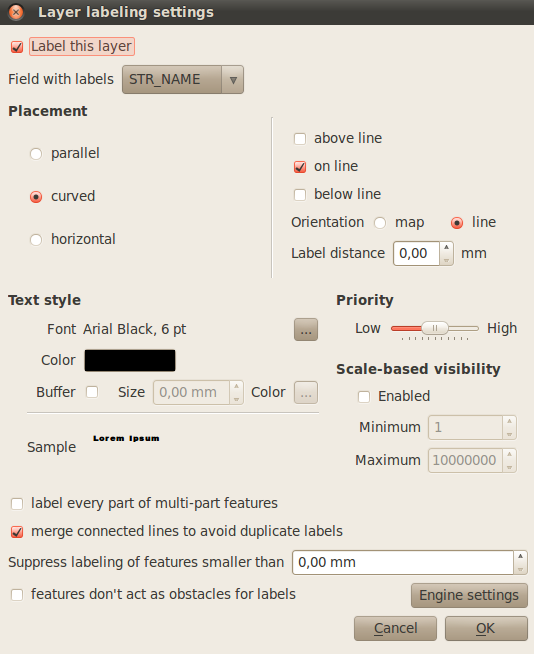 Layer labeling settings
Label this layer
Field with labels STR_NAME
Placement
parallel
curved
horizontal
above line
on line
below line
Orientation map line
Label distance 0,00 mm
Text style
Font Arial Black, 6 pt ...
Color
Buffer Size 0,00 mm Color ...
Sample Lorem Ipsum
Priority
Low High
Scale-based visibility
Enabled
Minimum 1
Maximum 10000000
label every part of multi-part features
merge connected lines to avoid duplicate labels
Suppress labeling of features smaller than 0,00 mm
features don't act as obstacles for labels Engine settings
Cancel OK